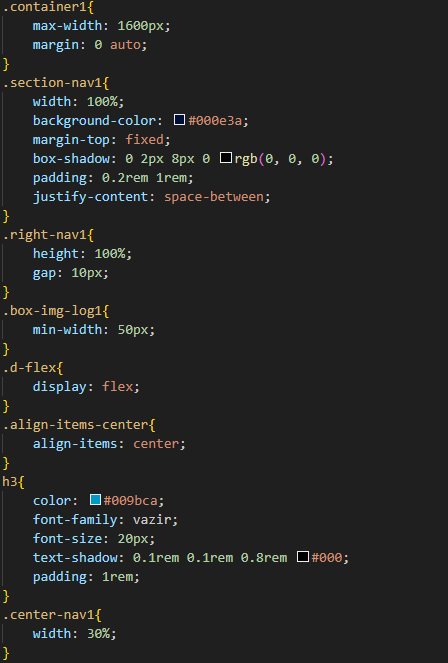 .container1{
max-width: 1600px;
margin: 0 auto;
}
.section-nav1{
width: 100%;
background-color: #000e3a;
margin-top: fixed;
box-shadow: 0 2px 8px 0 rgb(0, 0, 0);
padding: 0.2rem 1rem;
justify-content: space-between;
}
.right-nav1{
height: 100%;
gap: 10px;
}
.box-img-log1{
min-width: 50px;
}
.d-flex{
display: flex;
}
.align-items-center{
align-items: center;
}
h3{
color: #009bca;
font-family: vazir;
font-size: 20px;
text-shadow: 0.1rem 0.1rem 0.8rem #000;
padding: 1rem;
}
.center-nav1{
width: 30%;
}